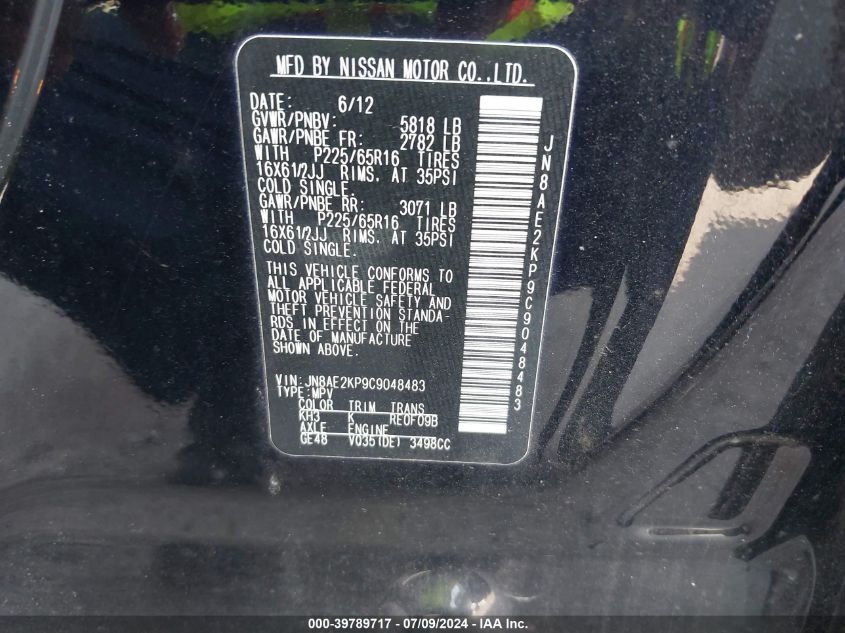 MFD BY NISSAN MOTOR CO.,LTD.
DATE: 6/12
GVWR/PNBV: 5818 LB
GAWR/PNBE FR: 2782 LB
WITH P225/65R16 TIRES
16X61/2JJ RIMS. AT 35PSI
COLD SINGLE.
GAWR/PNBE RR: 3071 LB
WITH P225/65R16 TIRES
16X61/2JJ RIMS. AT 35PSI
COLD SINGLE.
THIS VEHICLE CONFORMS TO
ALL APPLICABLE FEDERAL
MOTOR VEHICLE SAFETY AND
THEFT PREVENTION STANDA-
RDS IN EFFECT ON THE
DATE OF MANUFACTURE
SHOWN ABOVE.
VIN: JN8AE2KP9C9048483
TYPE: MPV
COLOR TRIM TRANS
KH3 K RE0F09B
AXLE ENGINE
GE48 VQ35(DE) 3498CC
JN8AE2KP9C9048483
000-39789717 - 07/09/2024 - IAA Inc.